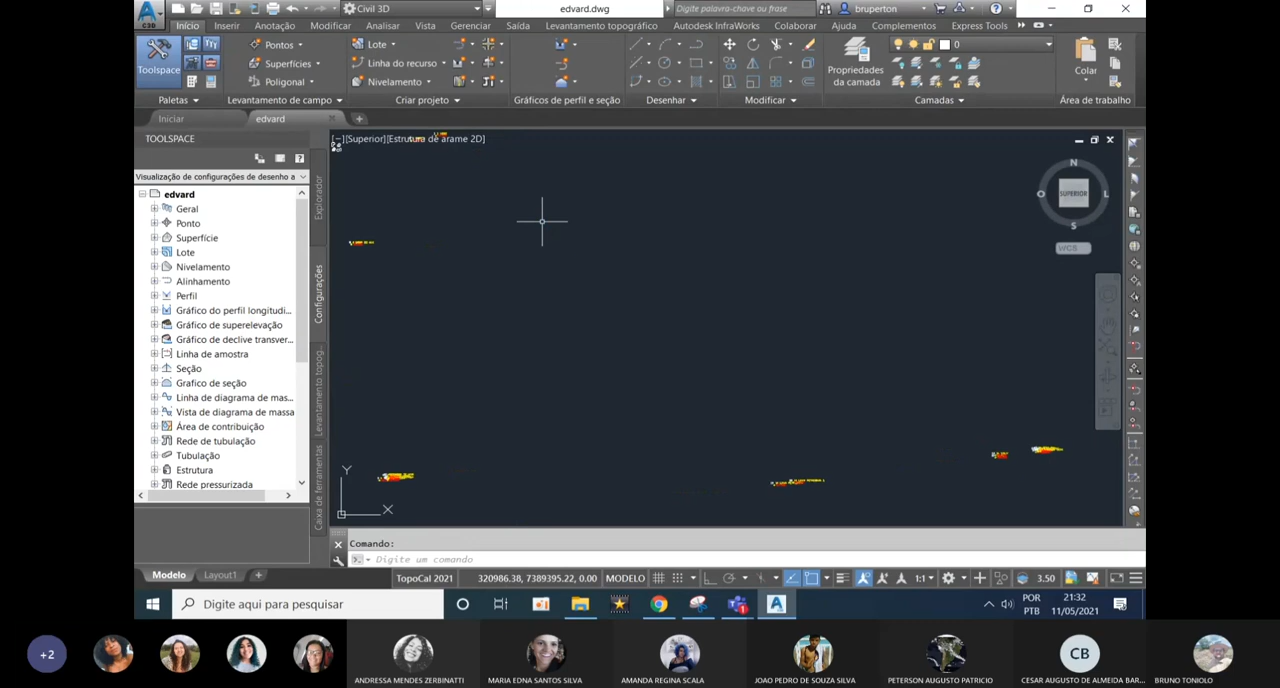 Civil 3D
edvard.dwg
Digite palavra-chave ou frase
bruperton
C3D
Início
Inserir
Anotação
Modificar
Analisar
Vista
Gerenciar
Saída
Levantamento topográfico
Autodesk InfraWorks
Colaborar
Ajuda
Complementos
Express Tools
Toolspace
Pontos
Superfícies
Poligonal
Lote
Linha do recurso
Nivelamento
Propriedades
da camada
0
Colar
Paletas
Levantamento de campo
Criar projeto
Gráficos de perfil e seção
Desenhar
Modificar
Camadas
Área de trabalho
Iniciar
edvard
TOOLSPACE
[−][Superior][Estrutura de arame 2D]
Visualização de configurações de desenho a
edvard
Geral
Ponto
Superfície
Lote
Nivelamento
Alinhamento
Perfil
Gráfico do perfil longitudi...
Gráfico de superelevação
Gráfico de declive transver...
Linha de amostra
Seção
Grafico de seção
Linha de diagrama de mas...
Vista de diagrama de massa
Área de contribuição
Rede de tubulação
Tubulação
Estrutura
Rede pressurizada
Explorador
Configurações
Levantamento topog...
Caixa de ferramentas
N
O
SUPERIOR
L
S
WCS
Y
X
Comando:
Digite um comando
Modelo
Layout1
TopoCal 2021
320986.38, 7389395.22, 0.00
MODELO
1:1
3.50
Digite aqui para pesquisar
POR
PTB
21:32
11/05/2021
+2
ANDRESSA MENDES ZERBINATTI
MARIA EDNA SANTOS SILVA
AMANDA REGINA SCALA
JOAO PEDRO DE SOUZA SILVA
PETERSON AUGUSTO PATRICIO
CB
CESAR AUGUSTO DE ALMEIDA BAR...
BRUNO TONIOLO